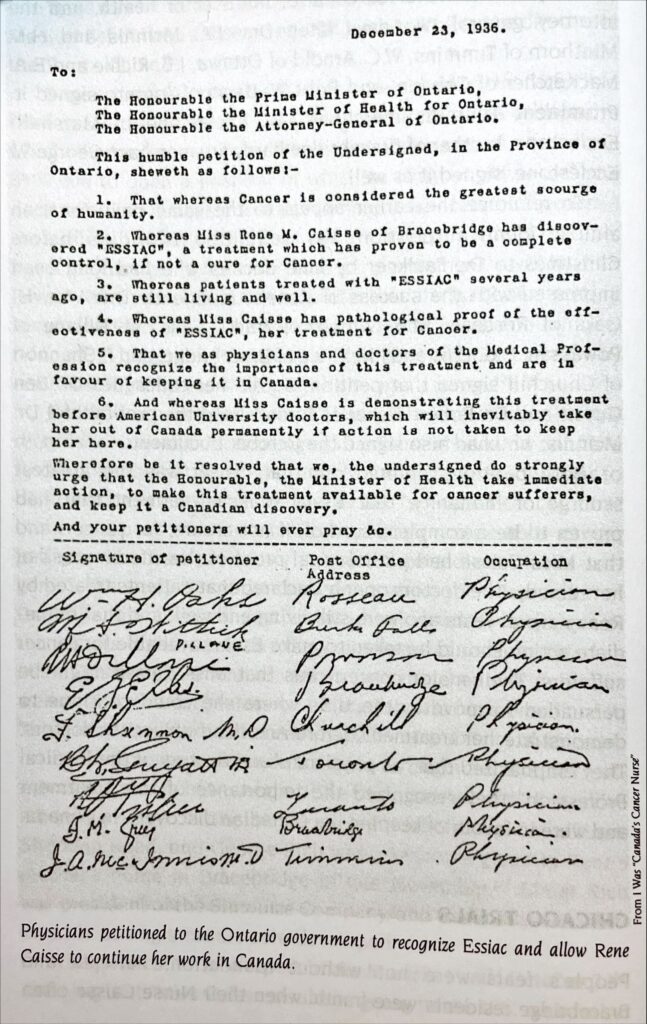 December 23, 1936.
To:
The Honourable the Prime Minister of Ontario,
The Honourable the Minister of Health for Ontario,
The Honourable the Attorney-General of Ontario.
This humble petition of the Undersigned, in the Province of
Ontario, sheweth as follows:-
1. That whereas Cancer is considered the greatest scourge
of humanity.
2. Whereas Miss Rene M. Caisse of Bracebridge has discov-
ered "ESSIAC", a treatment which has proven to be a complete
control, if not a cure for Cancer.
3. Whereas patients treated with "ESSIAC" several years
ago, are still living and well.
4. Whereas Miss Caisse has pathological proof of the eff-
ectiveness of "ESSIAC", her treatment for Cancer.
5. That we as physicians and doctors of the Medical Prof-
ession recognize the importance of this treatment and are in
favour of keeping it in Canada.
6. And whereas Miss Caisse is demonstrating this treatment
before American University doctors, which will inevitably take
her out of Canada permanently if action is not taken to keep
her here.
Wherefore be it resolved that we, the undersigned do strongly
urge that the Honourable, the Minister of Health take immediate
action, to make this treatment available for cancer sufferers,
and keep it a Canadian discovery.
And your petitioners will ever pray &c.
Signature of petitioner Post Office Occupation
Address
Wm A. Oaks Rosseau Physician
Burks Falls Physician
DILLANE
Physician
E. G. Ellis. Bracebridge Physician
F. Shannon M.D Churchill Physician
Toronto Physician
Toronto Physician
Bracebridge Physician.
J. A. McInnis M.D Timmins Physician
From I Was "Canada's Cancer Nurse"
Physicians petitioned to the Ontario government to recognize Essiac and allow Rene
Caisse to continue her work in Canada.
CHICAGO TRIALS